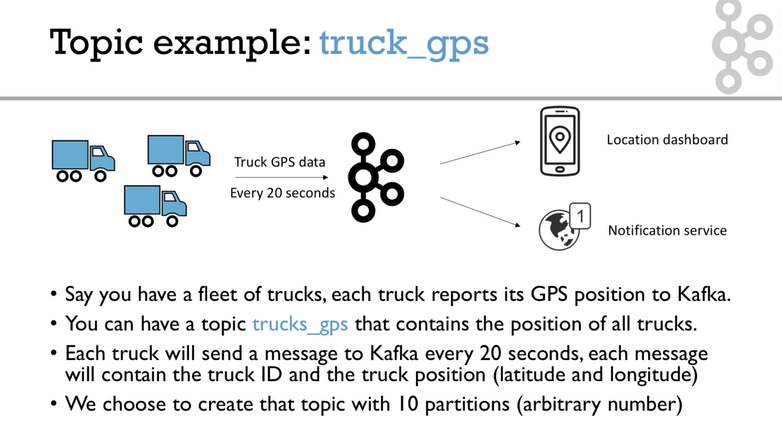 Topic example: truck_gps
Truck GPS data
Every 20 seconds
Location dashboard
1
Notification service
• Say you have a fleet of trucks, each truck reports its GPS position to Kafka.
• You can have a topic trucks_gps that contains the position of all trucks.
• Each truck will send a message to Kafka every 20 seconds, each message
will contain the truck ID and the truck position (latitude and longitude)
• We choose to create that topic with 10 partitions (arbitrary number)